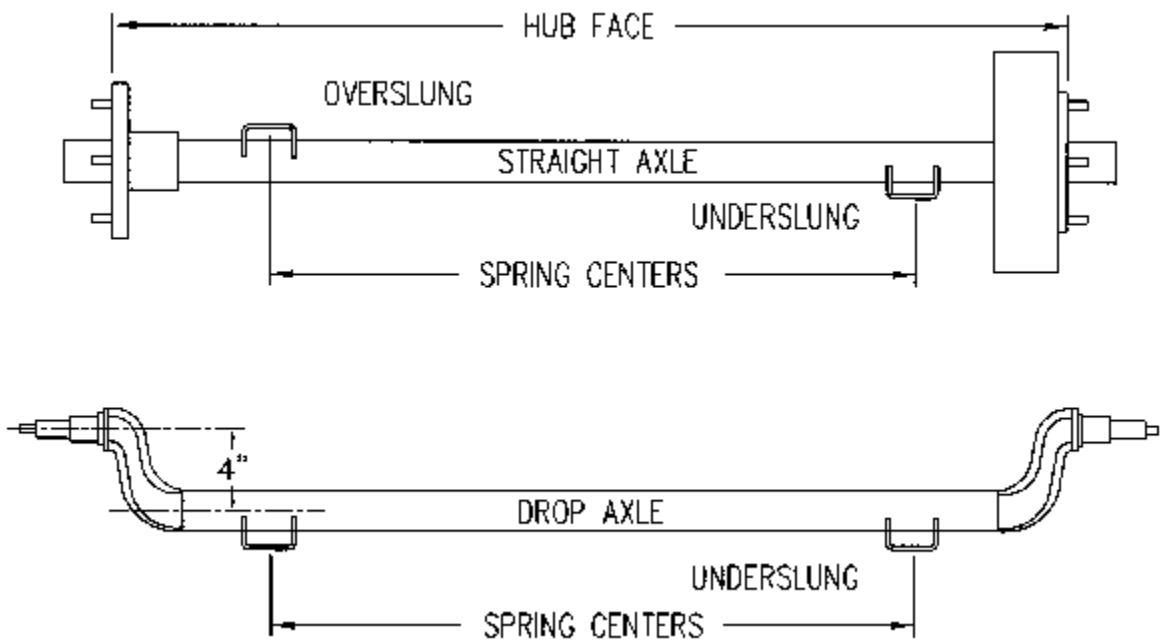 HUB FACE
OVERSLUNG
STRAIGHT AXLE
UNDERSLUNG
SPRING CENTERS
4"
DROP AXLE
UNDERSLUNG
SPRING CENTERS